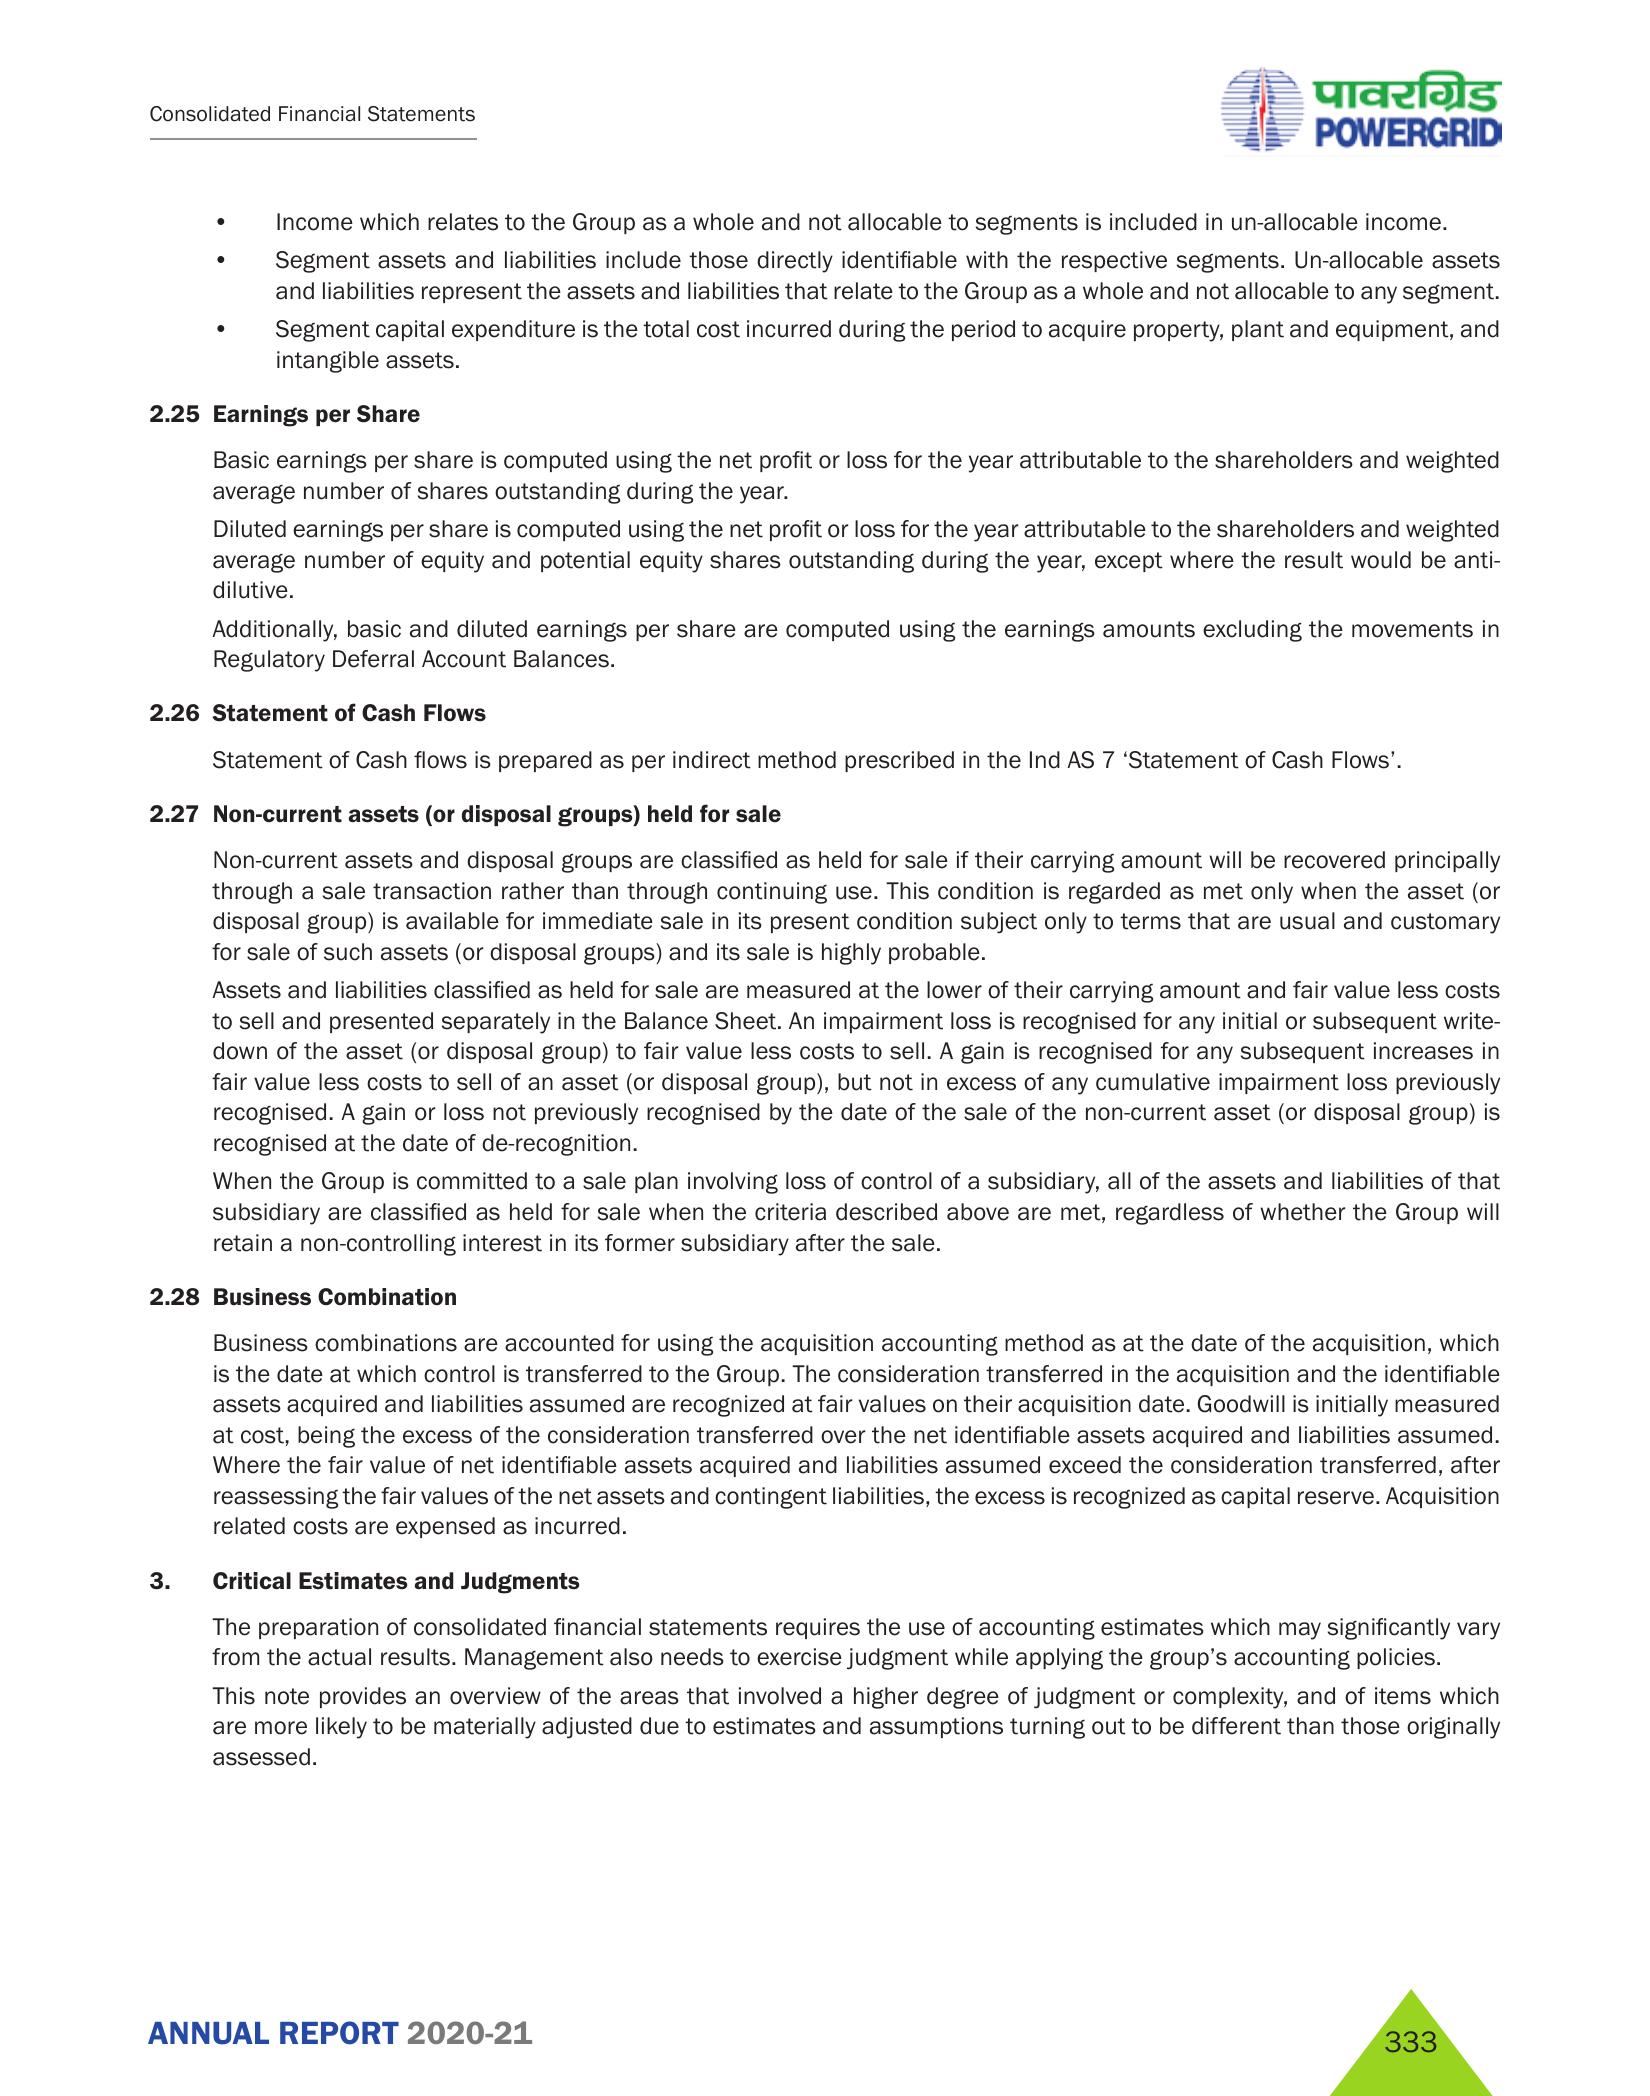 Consolidated Financial Statements
पावरग्रिड
POWERGRID
• Income which relates to the Group as a whole and not allocable to segments is included in un-allocable income.
• Segment assets and liabilities include those directly identifiable with the respective segments. Un-allocable assets
and liabilities represent the assets and liabilities that relate to the Group as a whole and not allocable to any segment.
• Segment capital expenditure is the total cost incurred during the period to acquire property, plant and equipment, and
intangible assets.
2.25 Earnings per Share
Basic earnings per share is computed using the net profit or loss for the year attributable to the shareholders and weighted
average number of shares outstanding during the year.
Diluted earnings per share is computed using the net profit or loss for the year attributable to the shareholders and weighted
average number of equity and potential equity shares outstanding during the year, except where the result would be anti-
dilutive.
Additionally, basic and diluted earnings per share are computed using the earnings amounts excluding the movements in
Regulatory Deferral Account Balances.
2.26 Statement of Cash Flows
Statement of Cash flows is prepared as per indirect method prescribed in the Ind AS 7 ‘Statement of Cash Flows’.
2.27 Non-current assets (or disposal groups) held for sale
Non-current assets and disposal groups are classified as held for sale if their carrying amount will be recovered principally
through a sale transaction rather than through continuing use. This condition is regarded as met only when the asset (or
disposal group) is available for immediate sale in its present condition subject only to terms that are usual and customary
for sale of such assets (or disposal groups) and its sale is highly probable.
Assets and liabilities classified as held for sale are measured at the lower of their carrying amount and fair value less costs
to sell and presented separately in the Balance Sheet. An impairment loss is recognised for any initial or subsequent write-
down of the asset (or disposal group) to fair value less costs to sell. A gain is recognised for any subsequent increases in
fair value less costs to sell of an asset (or disposal group), but not in excess of any cumulative impairment loss previously
recognised. A gain or loss not previously recognised by the date of the sale of the non-current asset (or disposal group) is
recognised at the date of de-recognition.
When the Group is committed to a sale plan involving loss of control of a subsidiary, all of the assets and liabilities of that
subsidiary are classified as held for sale when the criteria described above are met, regardless of whether the Group will
retain a non-controlling interest in its former subsidiary after the sale.
2.28 Business Combination
Business combinations are accounted for using the acquisition accounting method as at the date of the acquisition, which
is the date at which control is transferred to the Group. The consideration transferred in the acquisition and the identifiable
assets acquired and liabilities assumed are recognized at fair values on their acquisition date. Goodwill is initially measured
at cost, being the excess of the consideration transferred over the net identifiable assets acquired and liabilities assumed.
Where the fair value of net identifiable assets acquired and liabilities assumed exceed the consideration transferred, after
reassessing the fair values of the net assets and contingent liabilities, the excess is recognized as capital reserve. Acquisition
related costs are expensed as incurred.
3. Critical Estimates and Judgments
The preparation of consolidated financial statements requires the use of accounting estimates which may significantly vary
from the actual results. Management also needs to exercise judgment while applying the group’s accounting policies.
This note provides an overview of the areas that involved a higher degree of judgment or complexity, and of items which
are more likely to be materially adjusted due to estimates and assumptions turning out to be different than those originally
assessed.
ANNUAL REPORT 2020-21
333